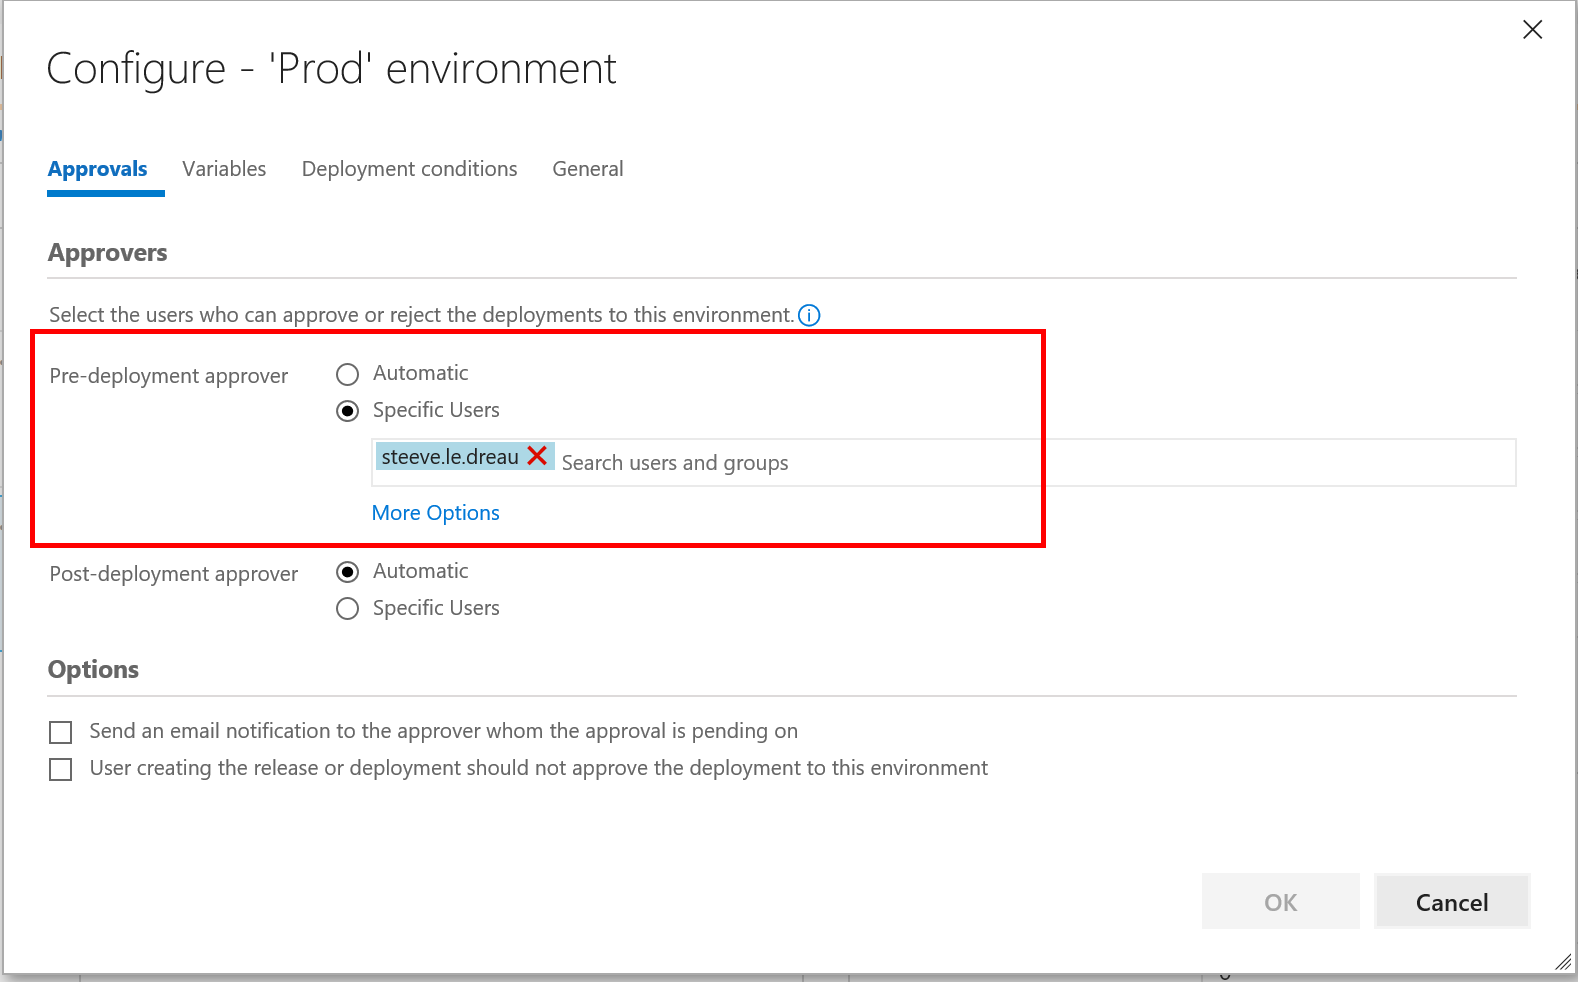 Configure - 'Prod' environment
Approvals Variables Deployment conditions General
Approvers
Select the users who can approve or reject the deployments to this environment.
Pre-deployment approver Automatic
Specific Users
steeve.le.dreau Search users and groups
More Options
Post-deployment approver Automatic
Specific Users
Options
Send an email notification to the approver whom the approval is pending on
User creating the release or deployment should not approve the deployment to this environment
OK Cancel